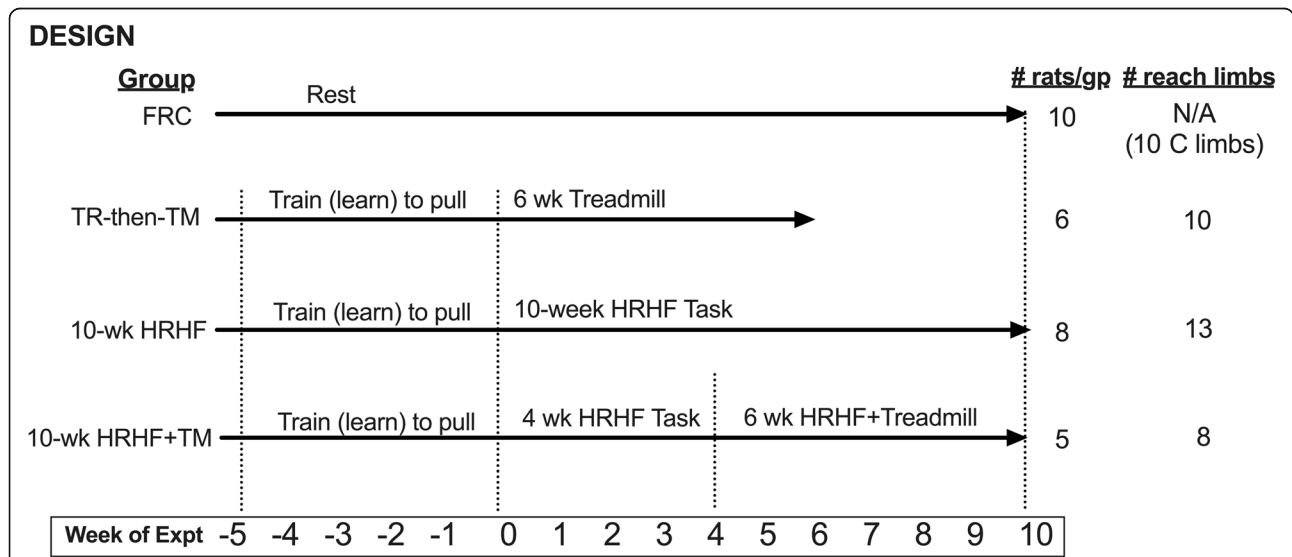 DESIGN
Group # rats/gp # reach limbs
FRC Rest 10 N/A
(10 C limbs)
TR-then-TM Train (learn) to pull 6 wk Treadmill 6 10
10-wk HRHF Train (learn) to pull 10-week HRHF Task 8 13
10-wk HRHF+TM Train (learn) to pull 4 wk HRHF Task 6 wk HRHF+Treadmill 5 8
Week of Expt -5 -4 -3 -2 -1 0 1 2 3 4 5 6 7 8 9 10